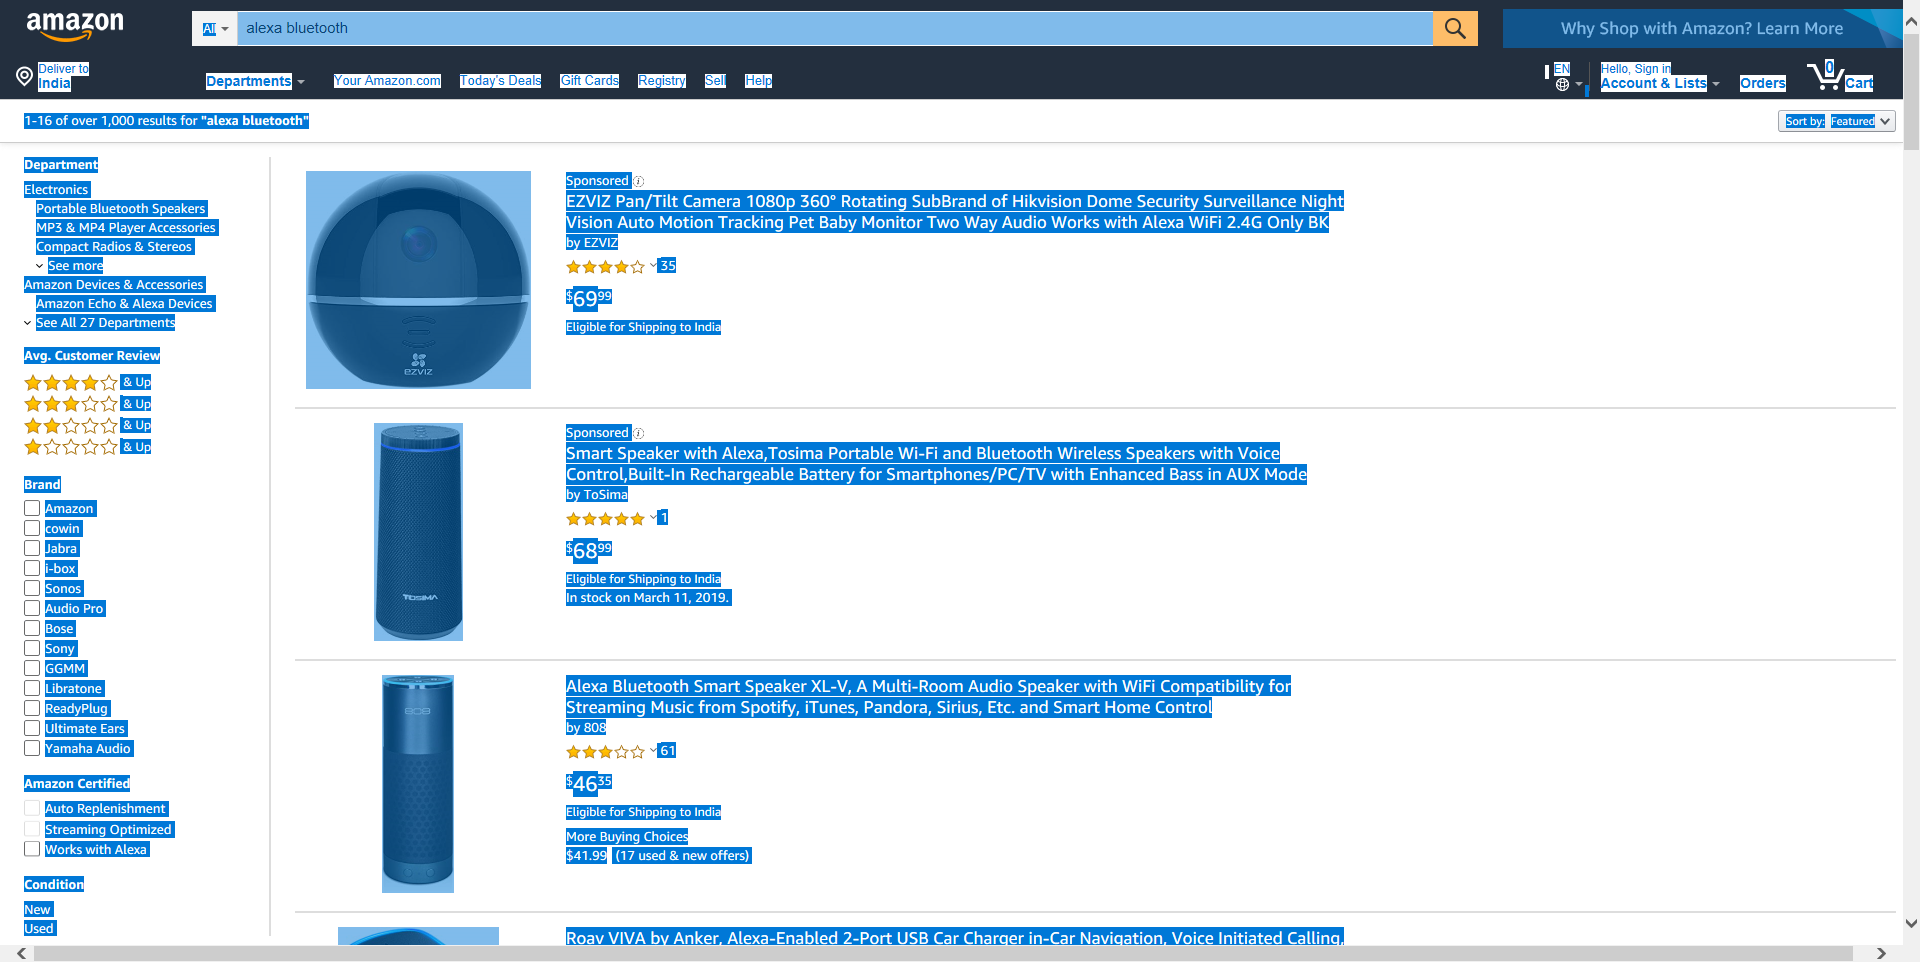 amazon
All
alexa bluetooth
Why Shop with Amazon? Learn More
Deliver to
India
Departments
Your Amazon.com
Today's Deals
Gift Cards
Registry
Sell
Help
EN
Hello, Sign in
Account & Lists
Orders
0
Cart
1-16 of over 1,000 results for "alexa bluetooth"
Sort by: Featured
Department
Electronics
Portable Bluetooth Speakers
MP3 & MP4 Player Accessories
Compact Radios & Stereos
See more
Amazon Devices & Accessories
Amazon Echo & Alexa Devices
See All 27 Departments
Avg. Customer Review
& Up
& Up
& Up
& Up
Brand
Amazon
cowin
Jabra
i-box
Sonos
Audio Pro
Bose
Sony
GGMM
Libratone
ReadyPlug
Ultimate Ears
Yamaha Audio
Amazon Certified
Auto Replenishment
Streaming Optimized
Works with Alexa
Condition
New
Used
ezviz
Sponsored
EZVIZ Pan/Tilt Camera 1080p 360° Rotating SubBrand of Hikvision Dome Security Surveillance Night
Vision Auto Motion Tracking Pet Baby Monitor Two Way Audio Works with Alexa WiFi 2.4G Only BK
by EZVIZ
35
$69 99
Eligible for Shipping to India
TOSIMA
Sponsored
Smart Speaker with Alexa,Tosima Portable Wi-Fi and Bluetooth Wireless Speakers with Voice
Control,Built-In Rechargeable Battery for Smartphones/PC/TV with Enhanced Bass in AUX Mode
by ToSima
1
$68 99
Eligible for Shipping to India
In stock on March 11, 2019.
808
Alexa Bluetooth Smart Speaker XL-V, A Multi-Room Audio Speaker with WiFi Compatibility for
Streaming Music from Spotify, iTunes, Pandora, Sirius, Etc. and Smart Home Control
by 808
61
$46 35
Eligible for Shipping to India
More Buying Choices
$41.99 (17 used & new offers)
Roav VIVA by Anker, Alexa-Enabled 2-Port USB Car Charger in-Car Navigation, Voice Initiated Calling,